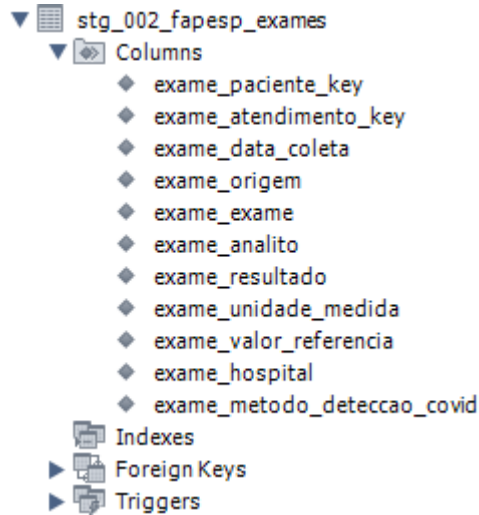 stg_002_fapesp_exames
Columns
exame_paciente_key
exame_atendimento_key
exame_data_coleta
exame_origem
exame_exame
exame_analito
exame_resultado
exame_unidade_medida
exame_valor_referencia
exame_hospital
exame_metodo_deteccao_covid
Indexes
Foreign Keys
Triggers